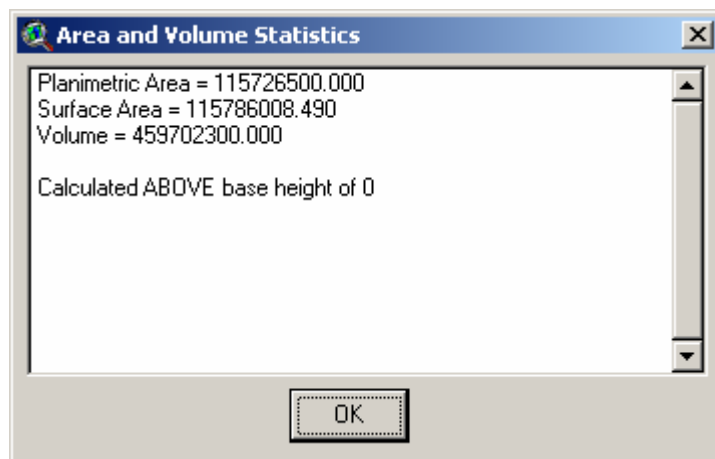 Area and Volume Statistics
Planimetric Area = 115726500.000
Surface Area = 115786008.490
Volume = 459702300.000
Calculated ABOVE base height of 0
OK